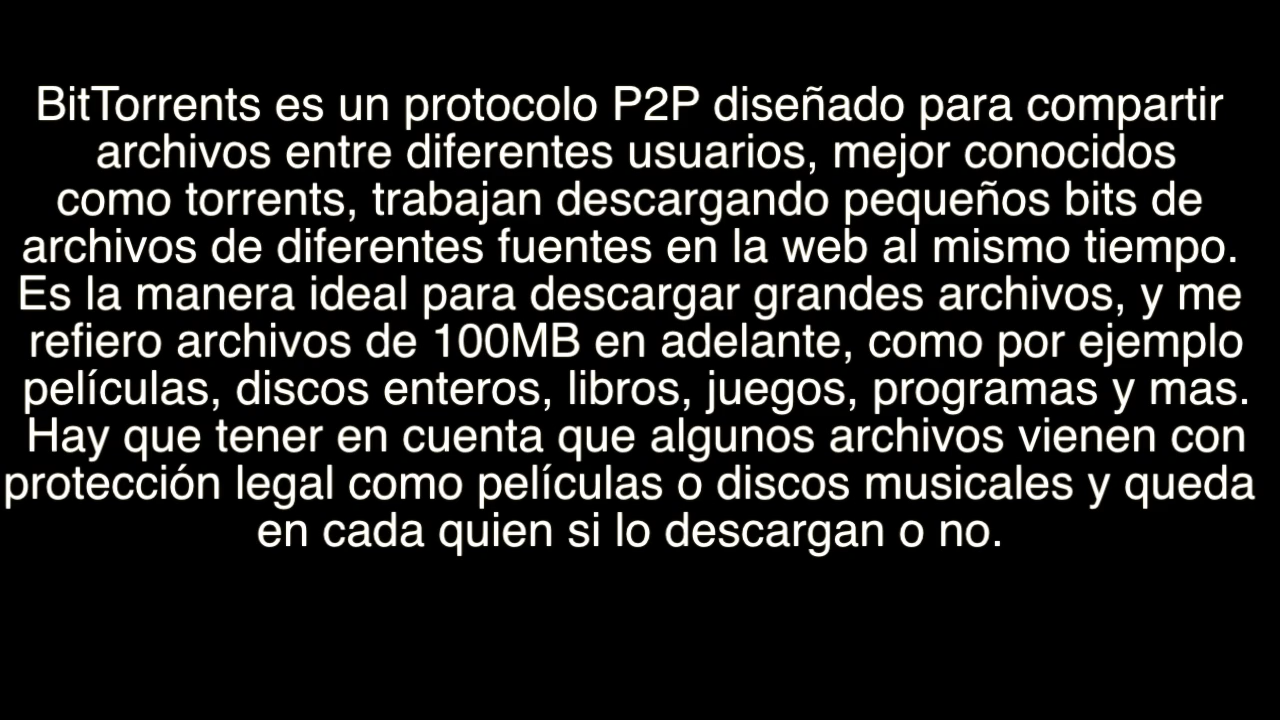 BitTorrents es un protocolo P2P diseñado para compartir
archivos entre diferentes usuarios, mejor conocidos
como torrents, trabajan descargando pequeños bits de
archivos de diferentes fuentes en la web al mismo tiempo.
Es la manera ideal para descargar grandes archivos, y me
refiero archivos de 100MB en adelante, como por ejemplo
películas, discos enteros, libros, juegos, programas y mas.
Hay que tener en cuenta que algunos archivos vienen con
protección legal como películas o discos musicales y queda
en cada quien si lo descargan o no.